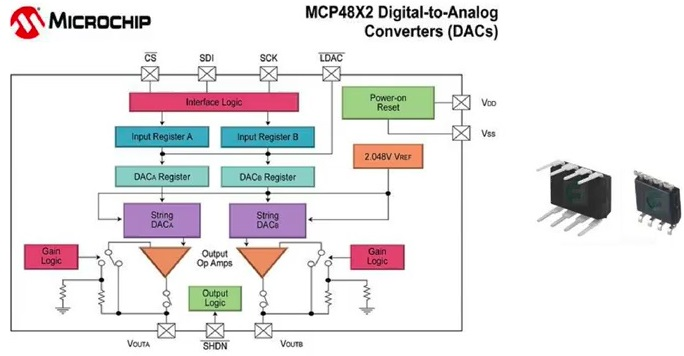 MICROCHIP
MCP48X2 Digital-to-Analog
Converters (DACs)
CS SDI SCK LDAC
Interface Logic
Power-on
Reset
VDD
VSS
Input Register A
Input Register B
2.048V VREF
DACA Register
DACB Register
String
DACA
String
DACB
Gain
Logic
Output
Op Amps
Gain
Logic
Output
Logic
VOUTA
SHDN
VOUTB